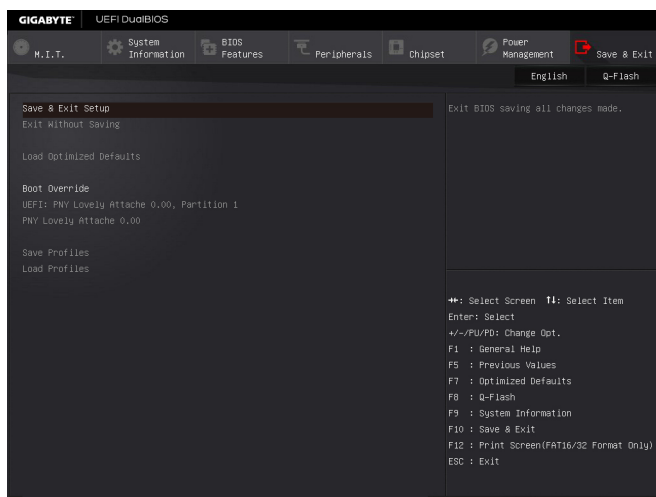 GIGABYTE™ UEFI DualBIOS
M.I.T.
System Information
BIOS Features
Peripherals
Chipset
Power Management
Save & Exit
English
Q-Flash
Save & Exit Setup
Exit Without Saving
Load Optimized Defaults
Boot Override
UEFI: PNY Lovely Attache 0.00, Partition 1
PNY Lovely Attache 0.00
Save Profiles
Load Profiles
Exit BIOS saving all changes made.
→←: Select Screen ↑↓: Select Item
Enter: Select
+/-/PU/PD: Change Opt.
F1 : General Help
F5 : Previous Values
F7 : Optimized Defaults
F8 : Q-Flash
F9 : System Information
F10 : Save & Exit
F12 : Print Screen(FAT16/32 Format Only)
ESC : Exit